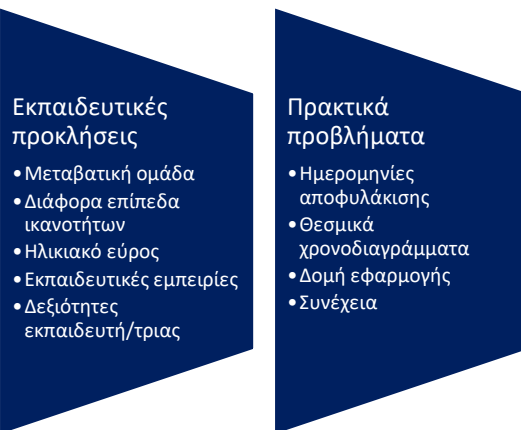 Εκπαιδευτικές
προκλήσεις
•Μεταβατική ομάδα
•Διάφορα επίπεδα
ικανοτήτων
•Ηλικιακό εύρος
•Εκπαιδευτικές εμπειρίες
•Δεξιότητες
εκπαιδευτή/τριας
Πρακτικά
προβλήματα
•Ημερομηνίες
αποφυλάκισης
•Θεσμικά
χρονοδιαγράμματα
•Δομή εφαρμογής
•Συνέχεια